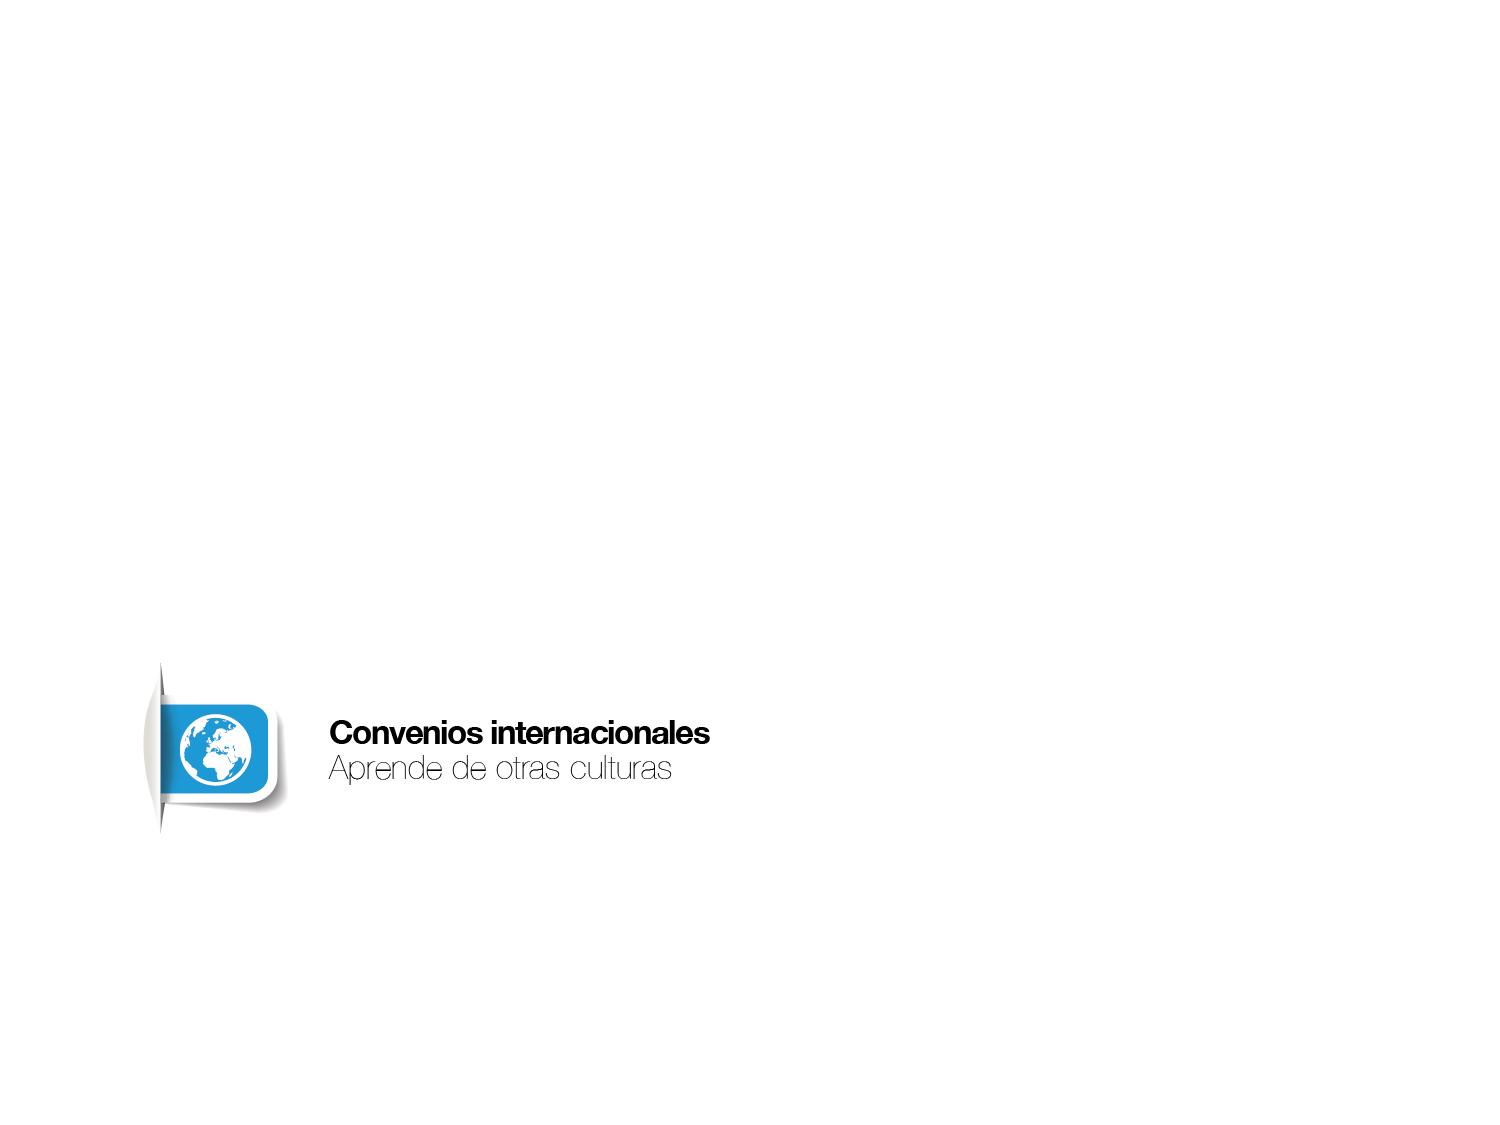 Convenios internacionales
Aprende de otras culturas